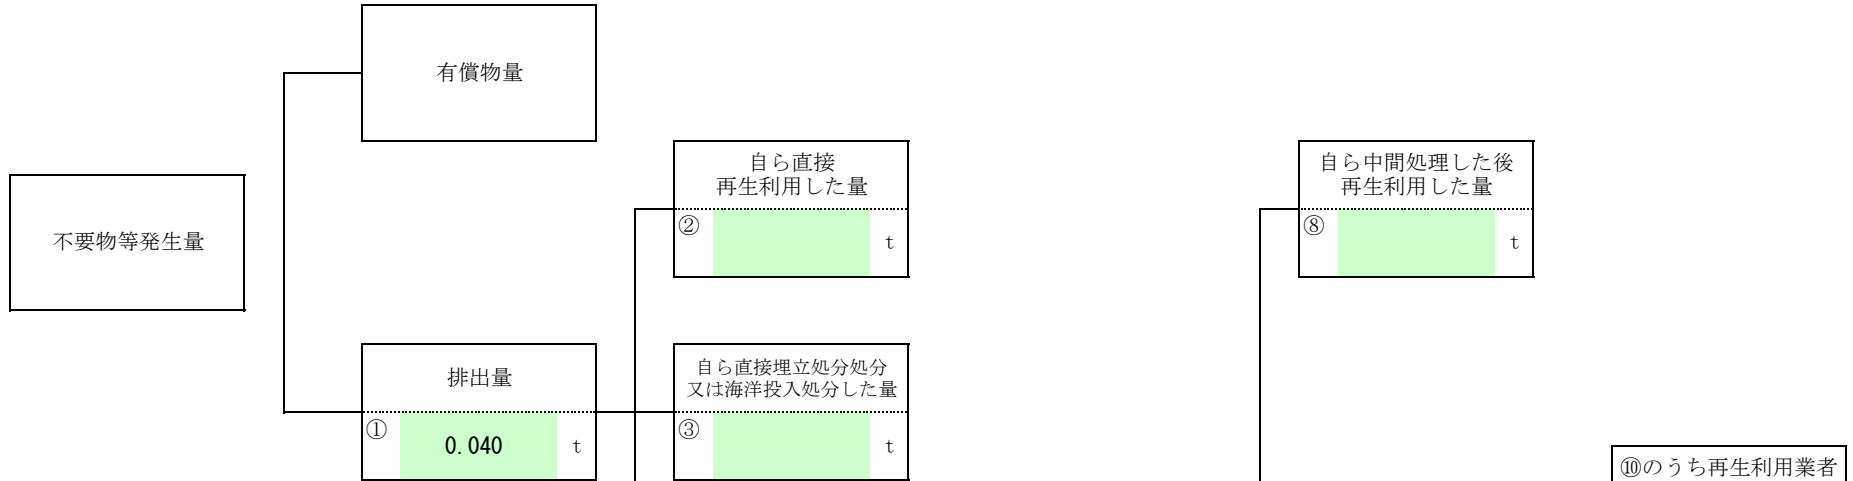 有償物量
自ら直接
再生利用した量
②
t
自ら中間処理した後
再生利用した量
⑧
t
不要物等発生量
排出量
①
0.040
t
自ら直接埋立処分処分
又は海洋投入処分した量
③
t
⑩のうち再生利用業者